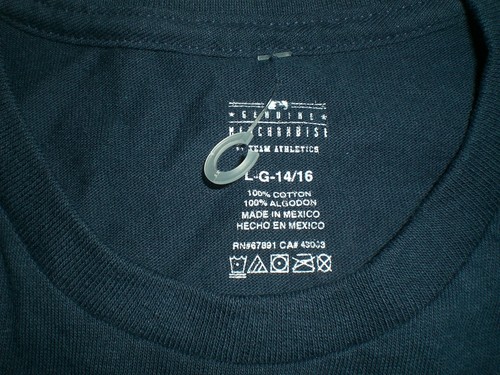 GENUINE
MERCHANDISE
TEAM ATHLETICS
L-G-14/16
100% COTTON
100% ALGODON
MADE IN MEXICO
HECHO EN MEXICO
RN#67891 CA#